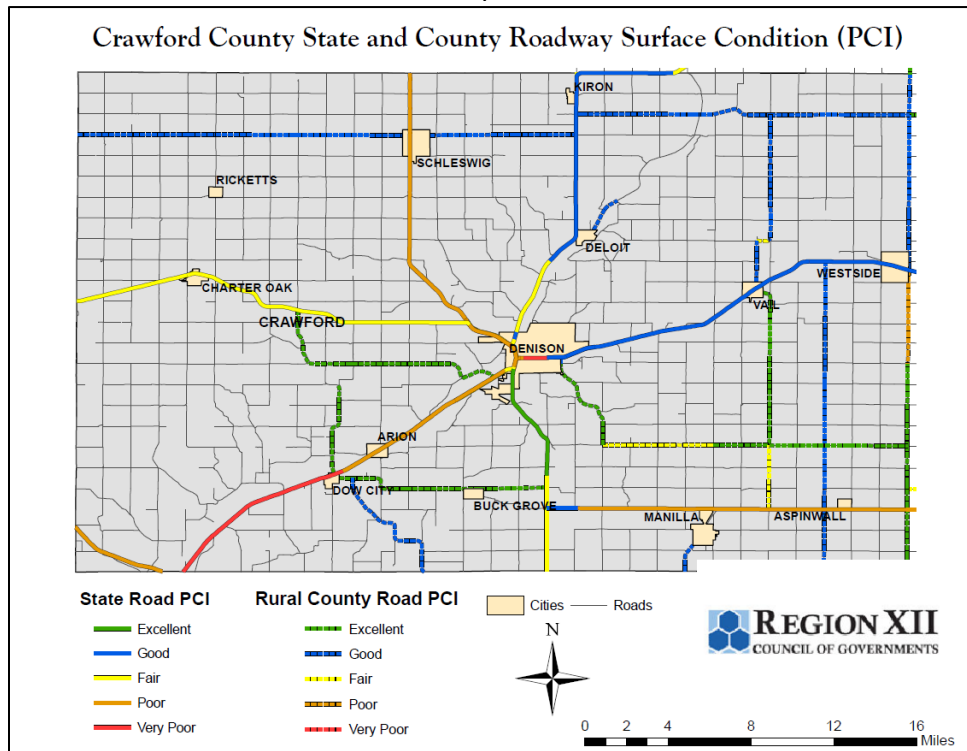 Crawford County State and County Roadway Surface Condition (PCI)
KIRON
SCHLESWIG
RICKETTS
DELOIT
WESTSIDE
CHARTER OAK
VAIL
CRAWFORD
DENISON
ARION
DOW CITY
BUCK GROVE
MANILLA
ASPINWALL
State Road PCI
Excellent
Good
Fair
Poor
Very Poor
Rural County Road PCI
Excellent
Good
Fair
Poor
Very Poor
Cities
Roads
N
REGION XII
COUNCIL OF GOVERNMENTS
0 2 4 8 12 16
Miles